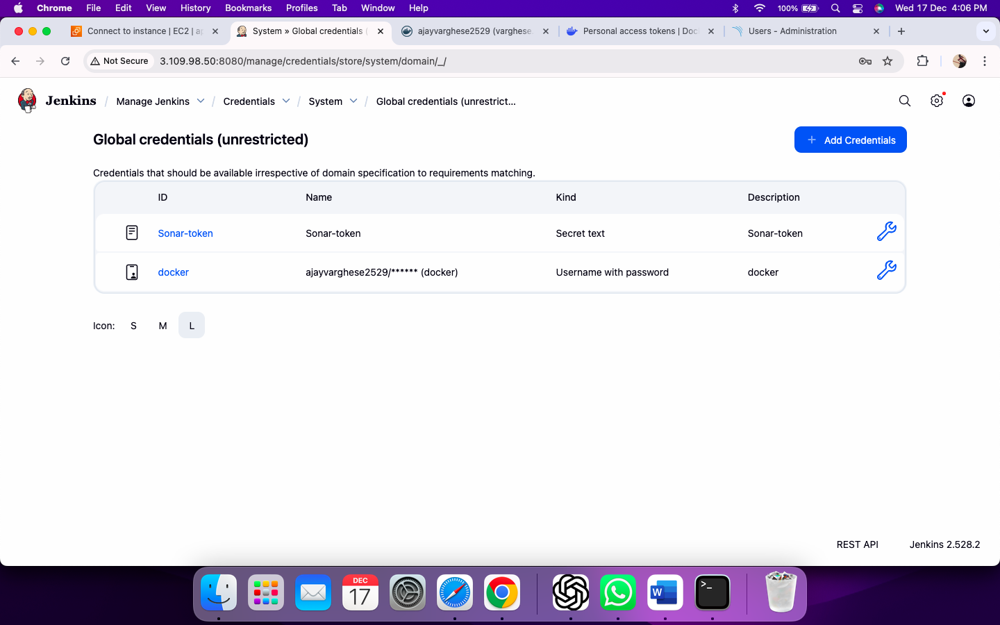 Chrome File Edit View History Bookmarks Profiles Tab Window Help 100% Wed 17 Dec 4:06 PM
Connect to instance | EC2 | ap System » Global credentials ( ajayvarghese2529 (varghese. Personal access tokens | Doc Users - Administration
Not Secure 3.109.98.50:8080/manage/credentials/store/system/domain/_/
Jenkins / Manage Jenkins / Credentials / System / Global credentials (unrestrict...
Global credentials (unrestricted)
+ Add Credentials
Credentials that should be available irrespective of domain specification to requirements matching.
ID Name Kind Description
Sonar-token Sonar-token Secret text Sonar-token
docker ajayvarghese2529/****** (docker) Username with password docker
Icon: S M L
REST API Jenkins 2.528.2
DEC
17
W
>_